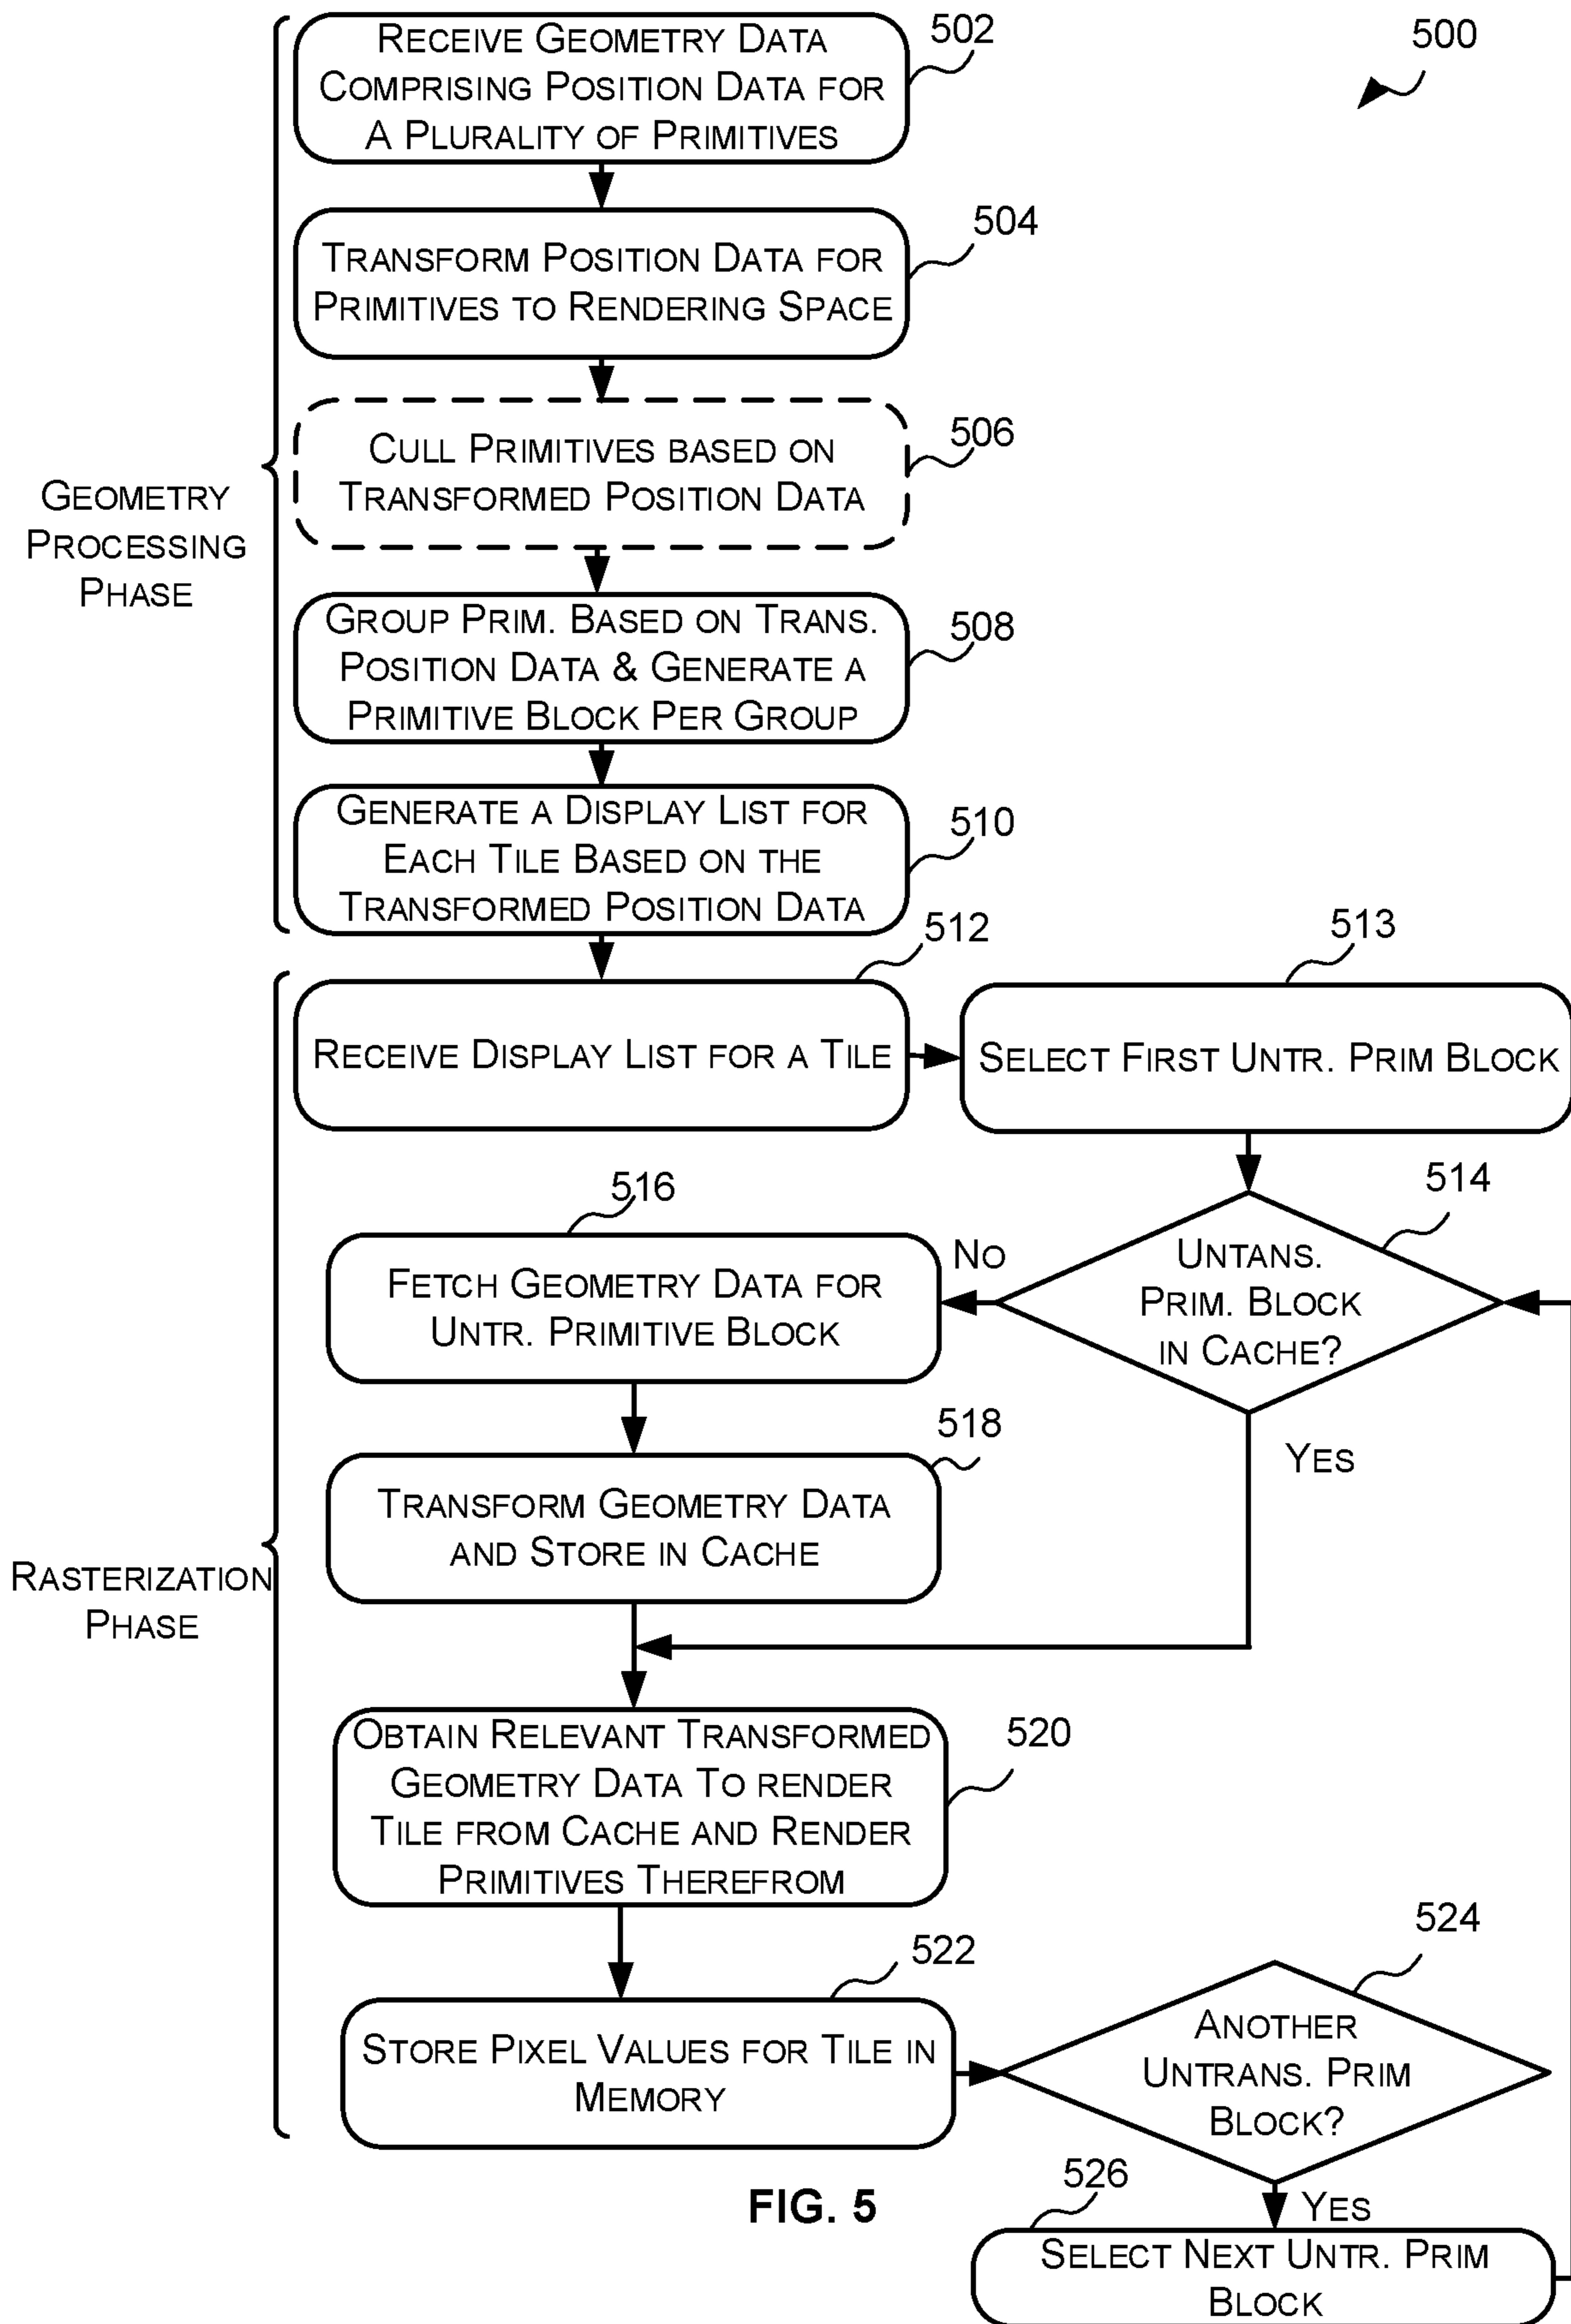 500
502
RECEIVE GEOMETRY DATA
COMPRISING POSITION DATA FOR
A PLURALITY OF PRIMITIVES
504
TRANSFORM POSITION DATA FOR
PRIMITIVES TO RENDERING SPACE
506
CULL PRIMITIVES BASED ON
TRANSFORMED POSITION DATA
GEOMETRY
PROCESSING
PHASE
508
GROUP PRIM. BASED ON TRANS.
POSITION DATA & GENERATE A
PRIMITIVE BLOCK PER GROUP
510
GENERATE A DISPLAY LIST FOR
EACH TILE BASED ON THE
TRANSFORMED POSITION DATA
512
RECEIVE DISPLAY LIST FOR A TILE
513
SELECT FIRST UNTR. PRIM BLOCK
514
UNTANS.
PRIM. BLOCK
IN CACHE?
NO
YES
516
FETCH GEOMETRY DATA FOR
UNTR. PRIMITIVE BLOCK
518
TRANSFORM GEOMETRY DATA
AND STORE IN CACHE
RASTERIZATION
PHASE
520
OBTAIN RELEVANT TRANSFORMED
GEOMETRY DATA TO RENDER
TILE FROM CACHE AND RENDER
PRIMITIVES THEREFROM
522
STORE PIXEL VALUES FOR TILE IN
MEMORY
524
ANOTHER
UNTRANS. PRIM
BLOCK?
YES
526
SELECT NEXT UNTR. PRIM
BLOCK
FIG. 5